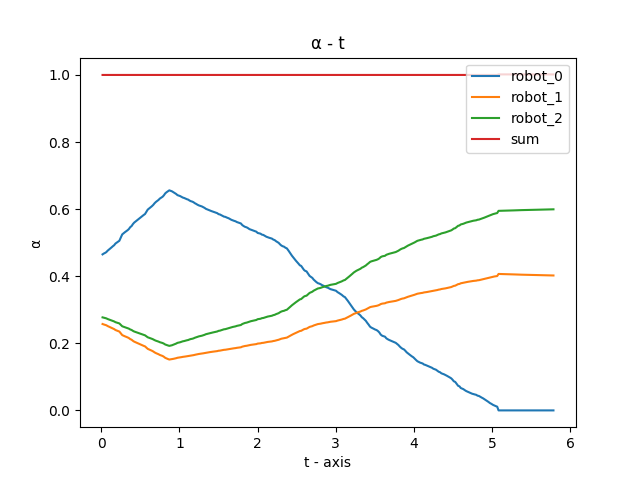 α - t
1.0
0.8
0.6
0.4
0.2
0.0
α
robot_0
robot_1
robot_2
sum
0 1 2 3 4 5 6
t - axis